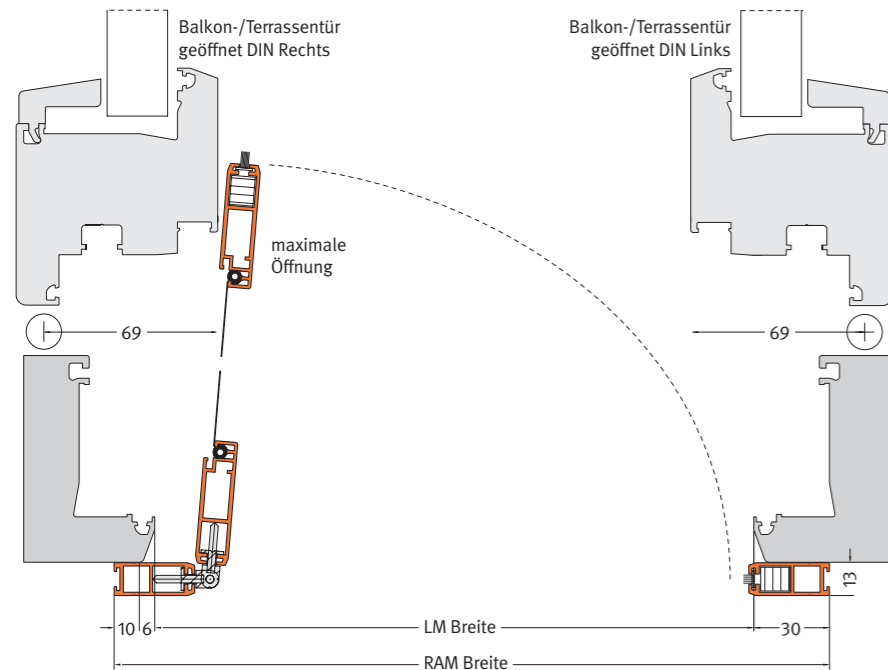 Balkon-/Terrassentür
geöffnet DIN Rechts
Balkon-/Terrassentür
geöffnet DIN Links
maximale
Öffnung
69
69
13
10
6
LM Breite
30
RAM Breite